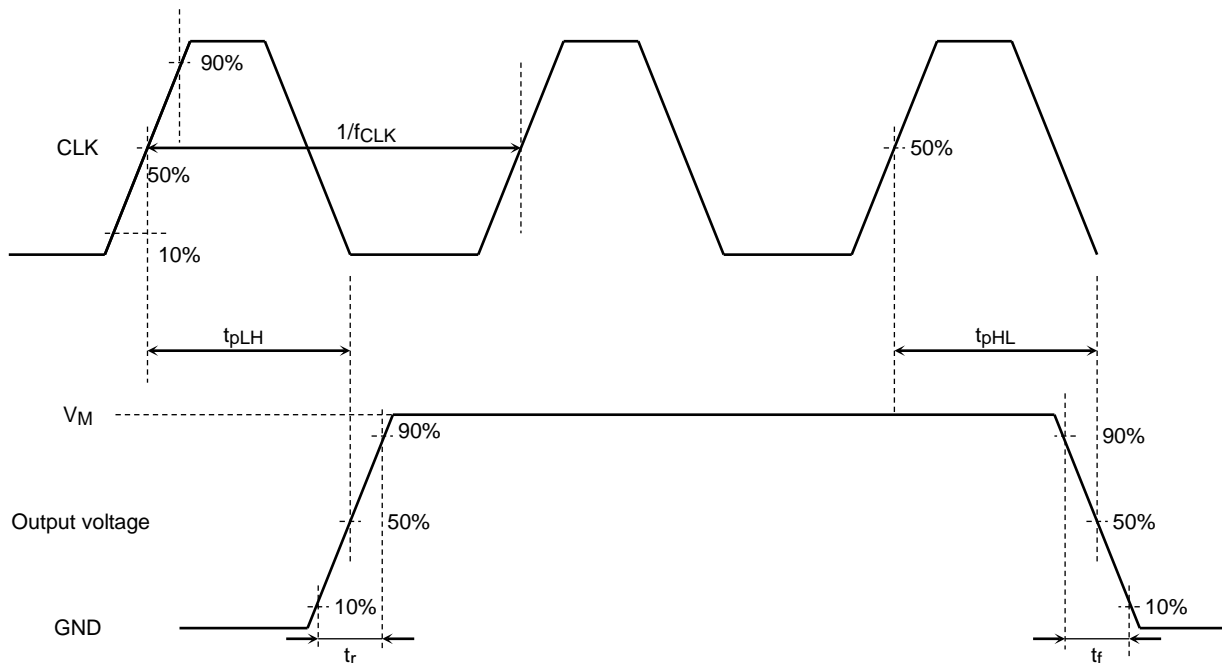 90%
1/fCLK
CLK
50%
50%
10%
tpLH
tpHL
VM
90%
90%
Output voltage
50%
50%
10%
10%
GND
tr
tf